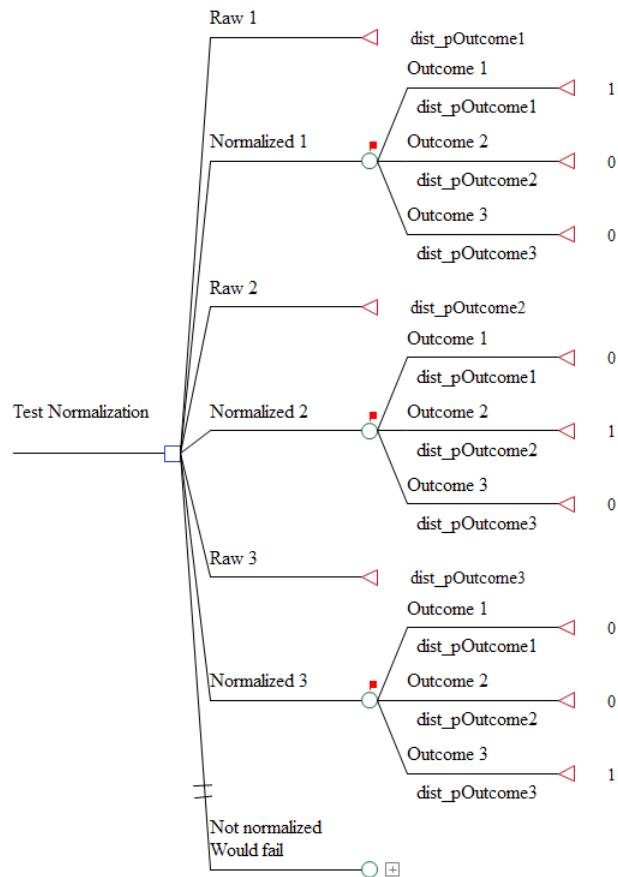 Raw 1
dist_pOutcome1
Outcome 1
1
dist_pOutcome1
Normalized 1
Outcome 2
0
dist_pOutcome2
Outcome 3
0
dist_pOutcome3
Raw 2
dist_pOutcome2
Outcome 1
0
dist_pOutcome1
Test Normalization
Normalized 2
Outcome 2
1
dist_pOutcome2
Outcome 3
0
dist_pOutcome3
Raw 3
dist_pOutcome3
Outcome 1
0
dist_pOutcome1
Normalized 3
Outcome 2
0
dist_pOutcome2
Outcome 3
1
dist_pOutcome3
Not normalized
Would fail